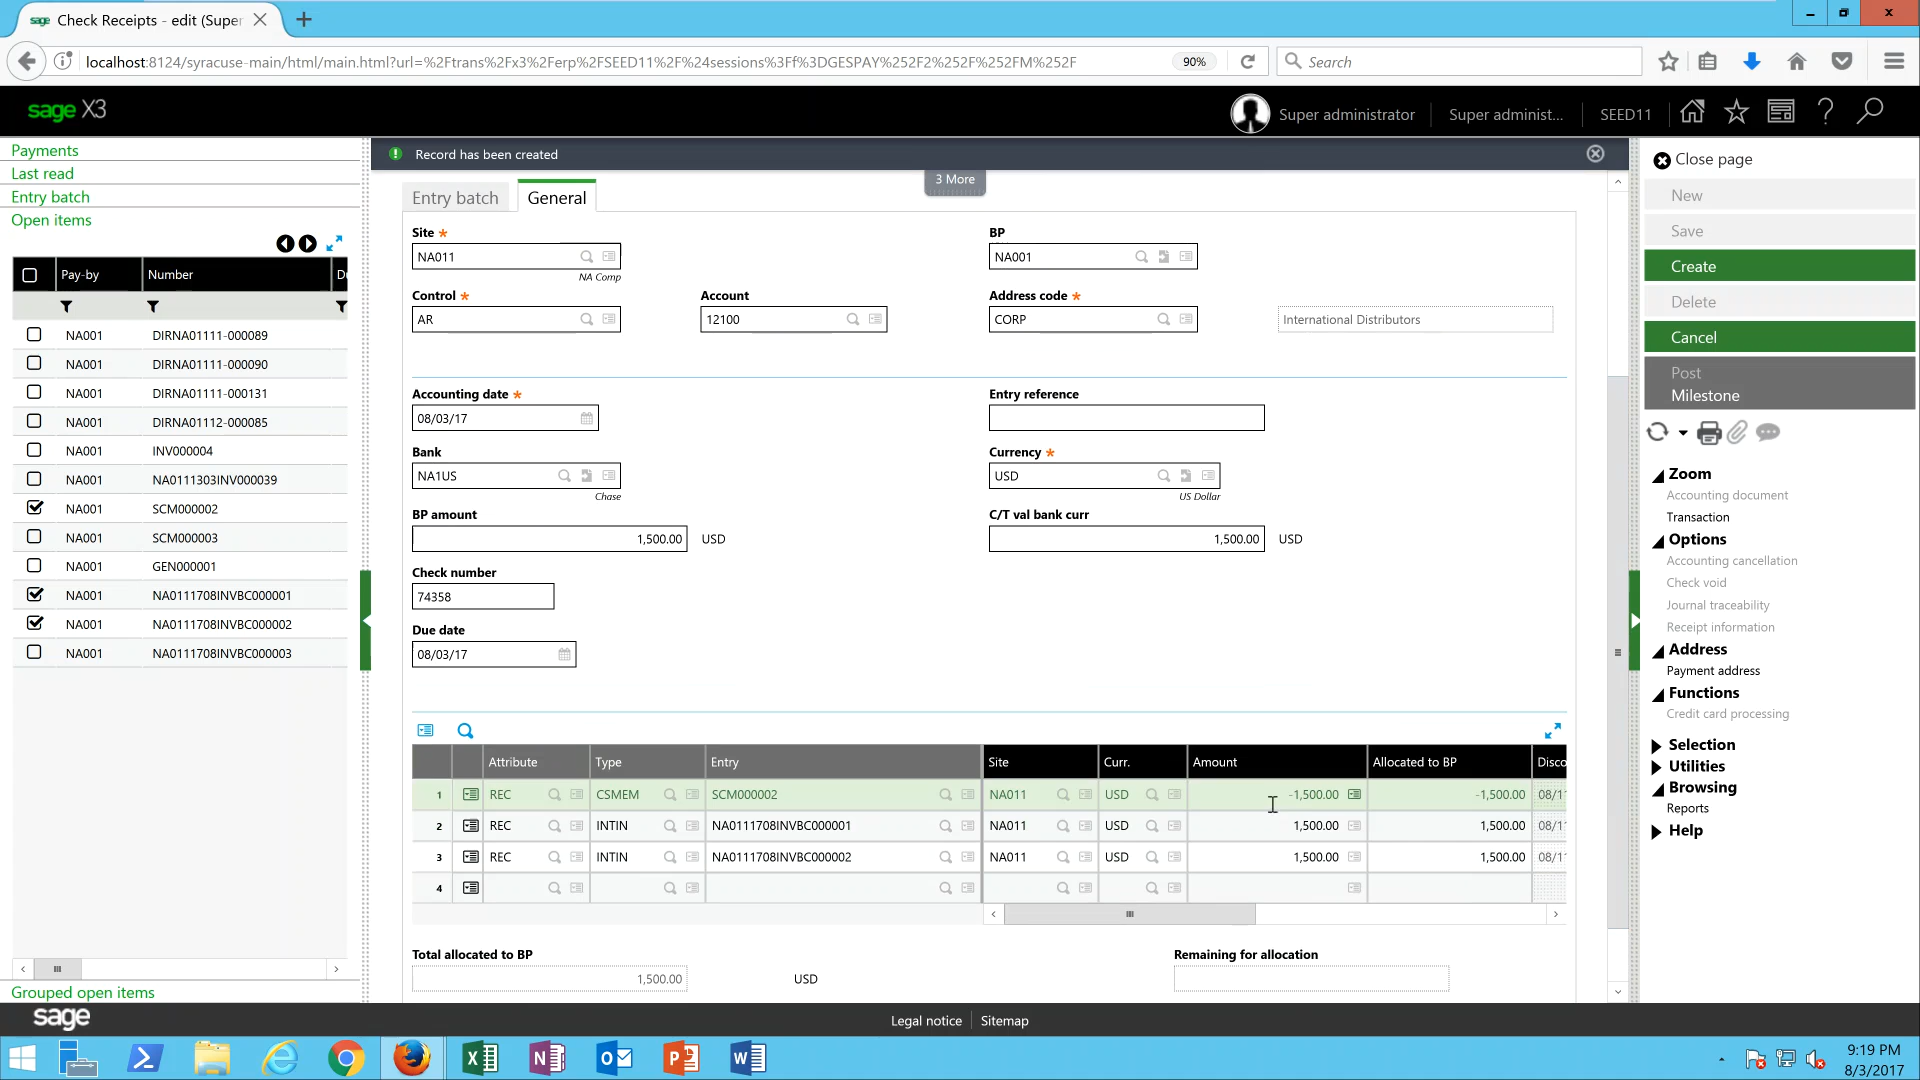 sage Check Receipts - edit (Super
localhost:8124/syracuse-main/html/main.html?url=%2Ftrans%2Fx3%2Ferp%2FSEED11%2F%24sessions%3Ff%3DGESPAY%252F2%252F%252FM%252F
90%
Search
sage X3
Super administrator
Super administ...
SEED11
Payments
Last read
Entry batch
Open items
Pay-by Number
NA001 DIRNA01111-000089
NA001 DIRNA01111-000090
NA001 DIRNA01111-000131
NA001 DIRNA01112-000085
NA001 INV000004
NA001 NA0111303INV000039
NA001 SCM000002
NA001 SCM000003
NA001 GEN000001
NA001 NA0111708INVBC000001
NA001 NA0111708INVBC000002
NA001 NA0111708INVBC000003
Grouped open items
Record has been created
3 More
Entry batch General
Site * BP
NA011 NA001
NA Comp
Control * Account Address code *
AR 12100 CORP International Distributors
Accounting date * Entry reference
08/03/17
Bank Currency *
NA1US USD
Chase US Dollar
BP amount C/T val bank curr
1,500.00 USD 1,500.00 USD
Check number
74358
Due date
08/03/17
Attribute Type Entry Site Curr. Amount Allocated to BP Disco
1 REC CSMEM SCM000002 NA011 USD -1,500.00 -1,500.00 08/1
2 REC INTIN NA0111708INVBC000001 NA011 USD 1,500.00 1,500.00 08/1
3 REC INTIN NA0111708INVBC000002 NA011 USD 1,500.00 1,500.00 08/1
4
Total allocated to BP Remaining for allocation
1,500.00 USD
Close page
New
Save
Create
Delete
Cancel
Post
Milestone
Zoom
Accounting document
Transaction
Options
Accounting cancellation
Check void
Journal traceability
Receipt information
Address
Payment address
Functions
Credit card processing
Selection
Utilities
Browsing
Reports
Help
sage
Legal notice Sitemap
9:19 PM
8/3/2017